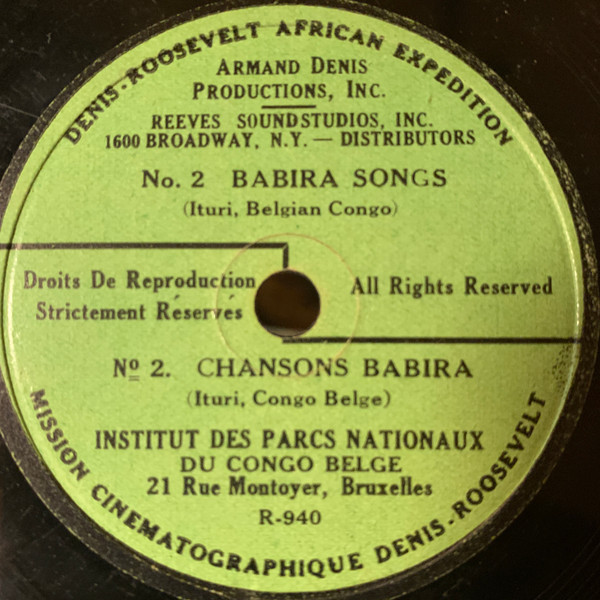 DENIS-ROOSEVELT AFRICAN EXPEDITION
ARMAND DENIS
PRODUCTIONS, INC.
REEVES SOUNDSTUDIOS, INC.
1600 BROADWAY, N.Y. — DISTRIBUTORS
No. 2 BABIRA SONGS
(Ituri, Belgian Congo)
Droits De Reproduction
Strictement Réservés
All Rights Reserved
Nº 2. CHANSONS BABIRA
(Ituri, Congo Belge)
INSTITUT DES PARCS NATIONAUX
DU CONGO BELGE
21 Rue Montoyer, Bruxelles
R-940
MISSION CINEMATOGRAPHIQUE DENIS-ROOSEVELT